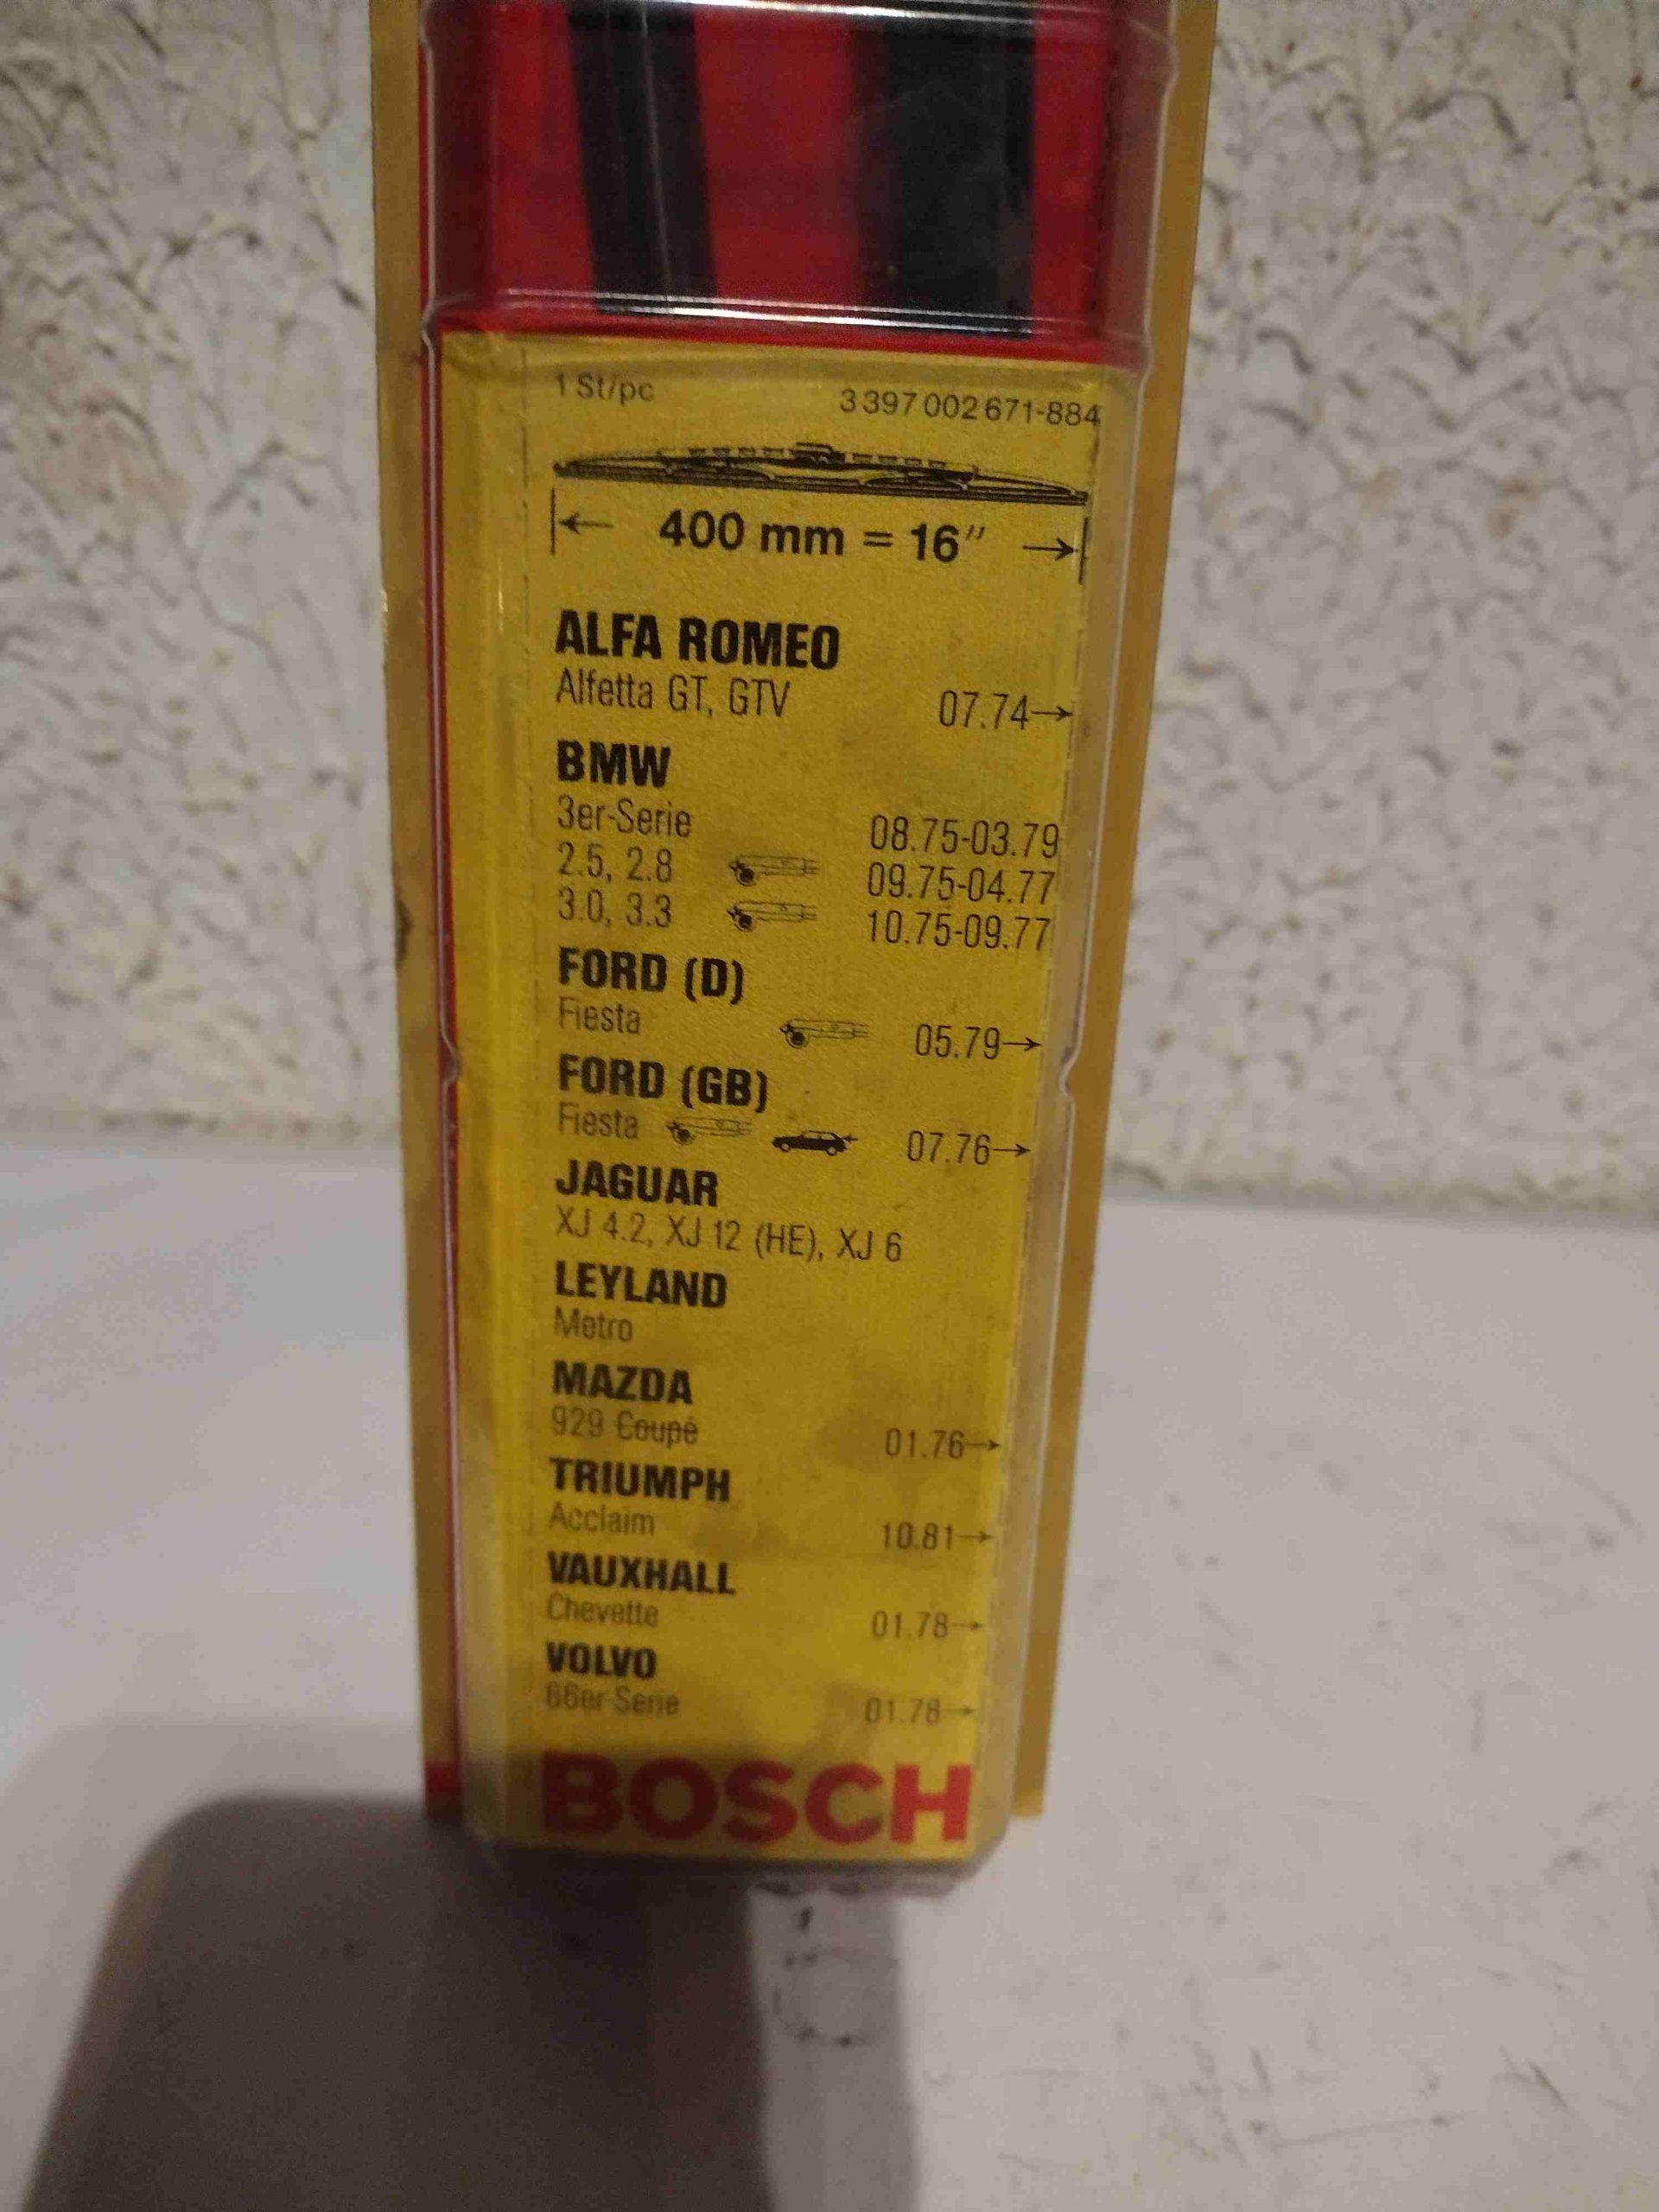 1 St/pc 3 397 002 671-884
400 mm = 16″
ALFA ROMEO
Alfetta GT, GTV 07.74→
BMW
3er-Serie 08.75-03.79
2.5, 2.8 09.75-04.77
3.0, 3.3 10.75-09.77
FORD (D)
Fiesta 05.79→
FORD (GB)
Fiesta 07.76→
JAGUAR
XJ 4.2, XJ 12 (HE), XJ 6
LEYLAND
Metro
MAZDA
929 Coupé 01.76→
TRIUMPH
Acclaim 10.81→
VAUXHALL
Chevette 01.78→
VOLVO
66er-Serie 01.78→
BOSCH